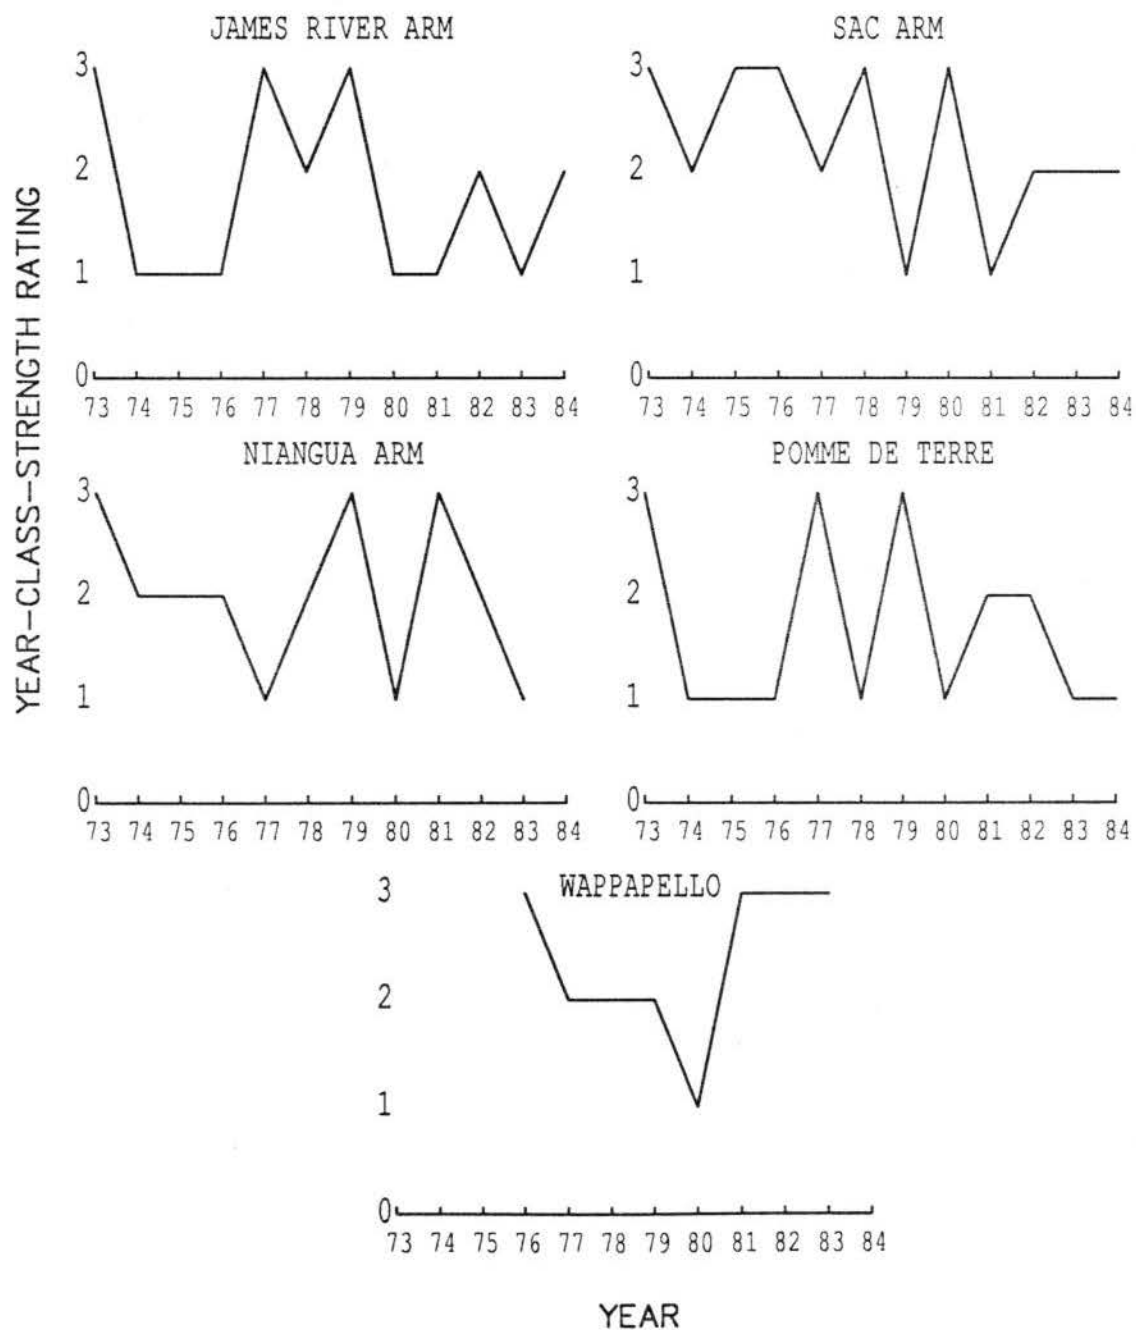 JAMES RIVER ARM
3
2
1
0
73 74 75 76 77 78 79 80 81 82 83 84
SAC ARM
3
2
1
0
73 74 75 76 77 78 79 80 81 82 83 84
YEAR-CLASS-STRENGTH RATING
NIANGUA ARM
3
2
1
0
73 74 75 76 77 78 79 80 81 82 83 84
POMME DE TERRE
3
2
1
0
73 74 75 76 77 78 79 80 81 82 83 84
WAPPAPELLO
3
2
1
0
73 74 75 76 77 78 79 80 81 82 83 84
YEAR